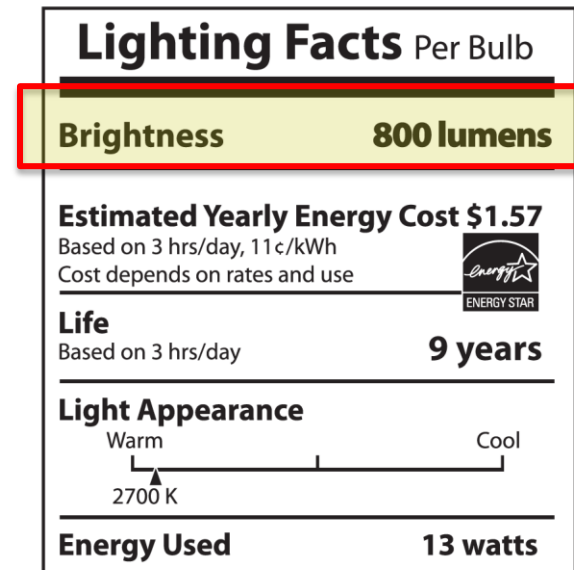 Lighting Facts Per Bulb
Brightness 800 lumens
Estimated Yearly Energy Cost $1.57
Based on 3 hrs/day, 11¢/kWh
Cost depends on rates and use
energy
ENERGY STAR
Life
Based on 3 hrs/day 9 years
Light Appearance
Warm Cool
2700 K
Energy Used 13 watts